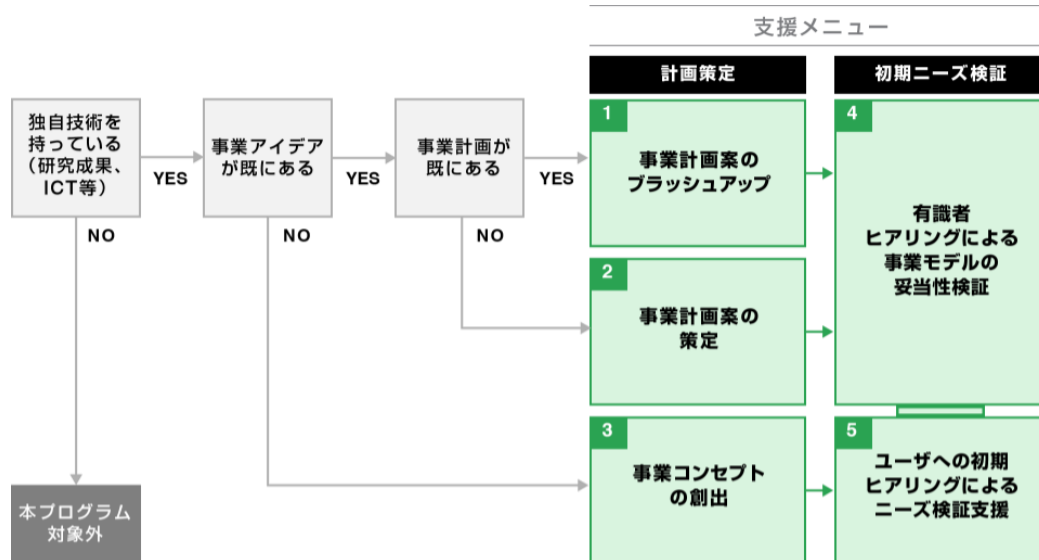 支援メニュー
計画策定
初期ニーズ検証
独自技術を
持っている
（研究成果、
ICT等）
YES
NO
事業アイデア
が既にある
YES
NO
事業計画が
既にある
YES
NO
1
事業計画案の
ブラッシュアップ
2
事業計画案の
策定
3
事業コンセプト
の創出
4
有識者
ヒアリングによる
事業モデルの
妥当性検証
5
ユーザへの初期
ヒアリングによる
ニーズ検証支援
本プログラム
対象外